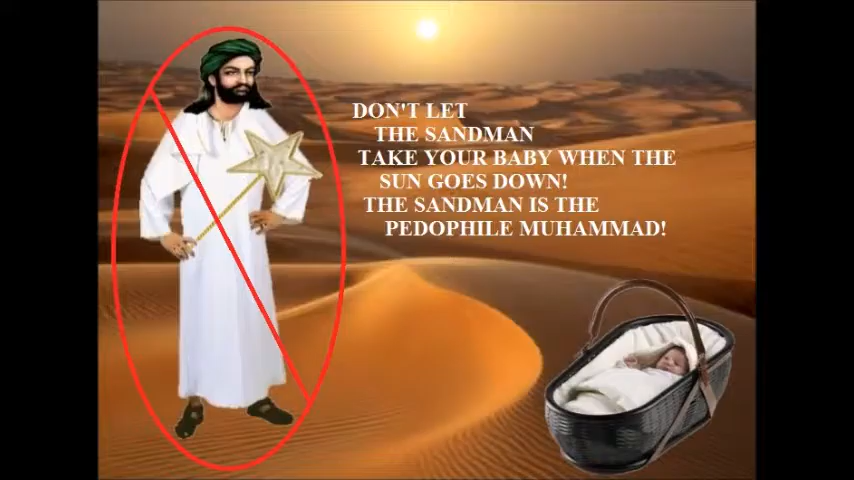 DON'T LET
THE SANDMAN
TAKE YOUR BABY WHEN THE
SUN GOES DOWN!
THE SANDMAN IS THE
PEDOPHILE MUHAMMAD!